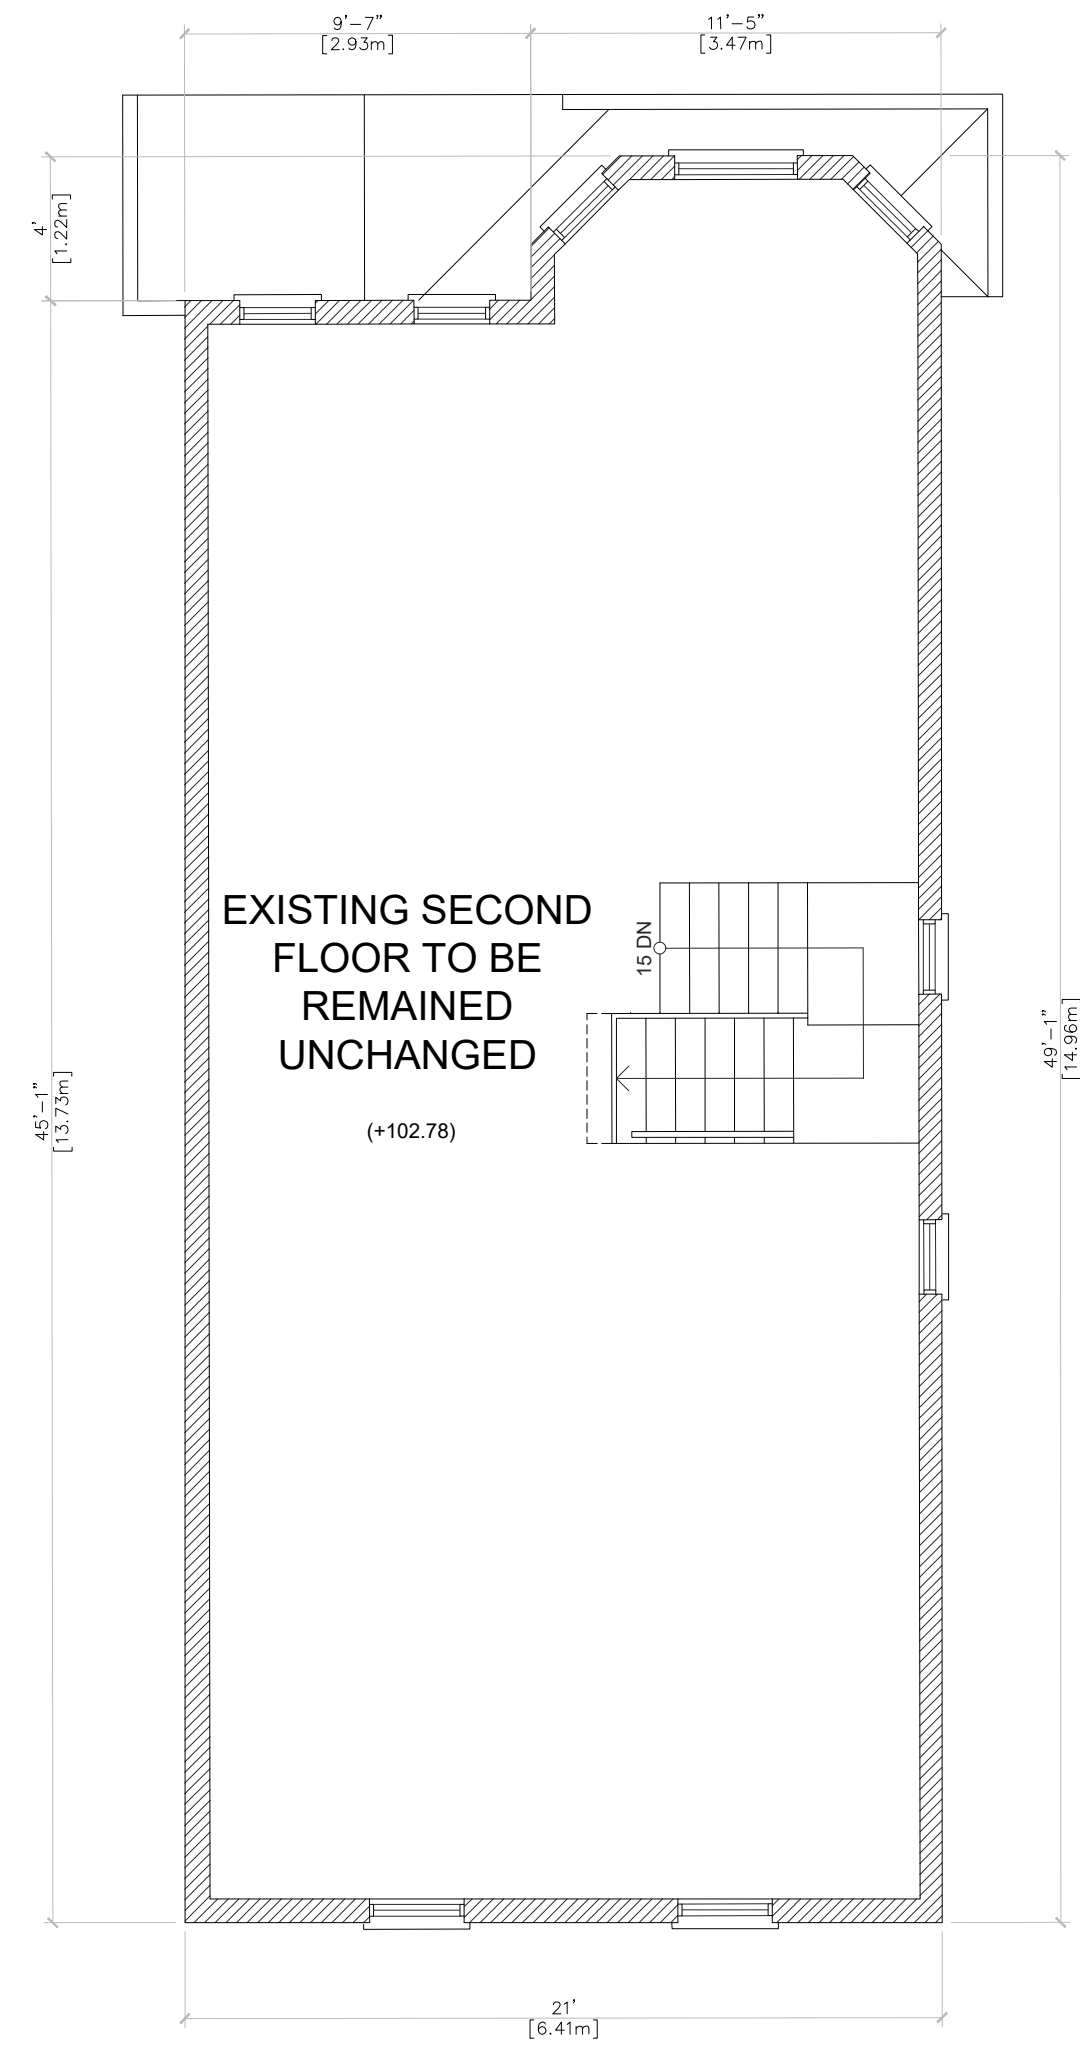 9'-7"
[2.93m]
11'-5"
[3.47m]
4'
[1.22m]
EXISTING SECOND
FLOOR TO BE
REMAINED
UNCHANGED
(+102.78)
15 DN
45'-1"
[13.73m]
49'-1"
[14.96m]
21'
[6.41m]